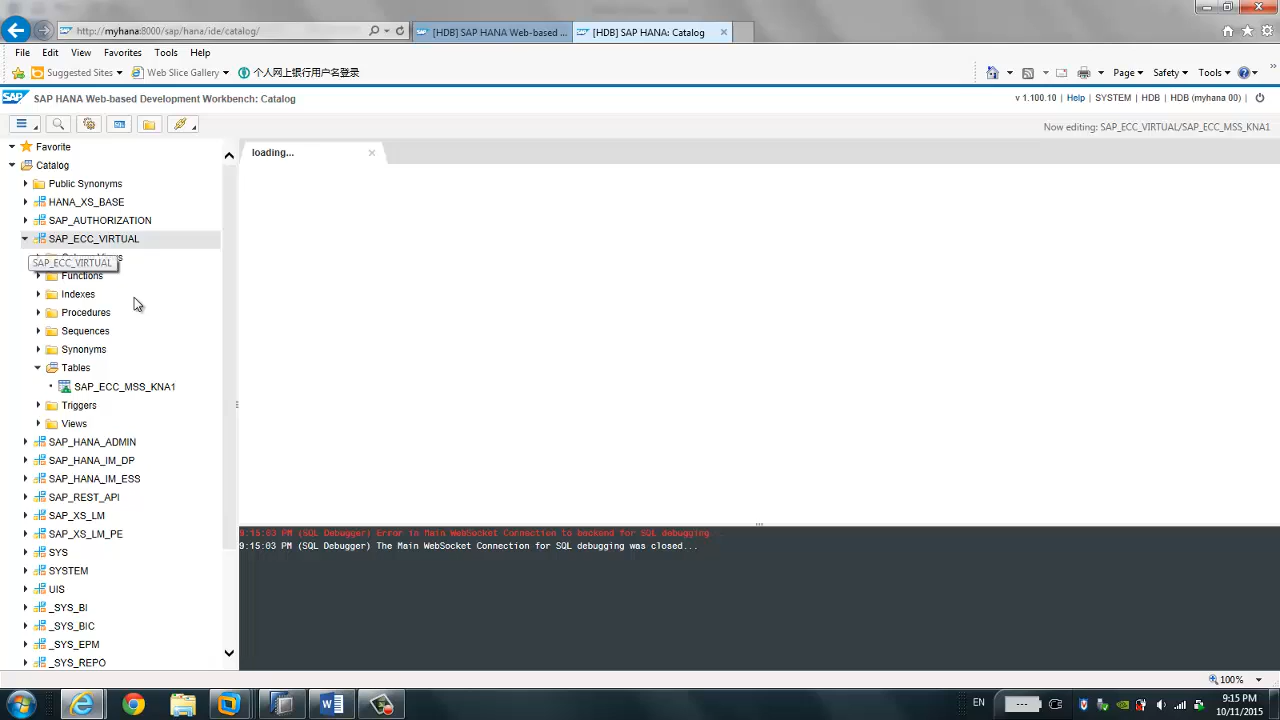 http://myhana:8000/sap/hana/ide/catalog/
[HDB] SAP HANA Web-based ...
[HDB] SAP HANA: Catalog
File Edit View Favorites Tools Help
Suggested Sites
Web Slice Gallery
个人网上银行用户名登录
Page
Safety
Tools
SAP
SAP HANA Web-based Development Workbench: Catalog
v 1.100.10 | Help | SYSTEM | HDB | HDB (myhana 00) |
Now editing: SAP_ECC_VIRTUAL/SAP_ECC_MSS_KNA1
Favorite
loading...
Catalog
Public Synonyms
HANA_XS_BASE
SAP_AUTHORIZATION
SAP_ECC_VIRTUAL
SAP_ECC_VIRTUAL
Functions
Indexes
Procedures
Sequences
Synonyms
Tables
SAP_ECC_MSS_KNA1
Triggers
Views
SAP_HANA_ADMIN
SAP_HANA_IM_DP
SAP_HANA_IM_ESS
SAP_REST_API
SAP_XS_LM
SAP_XS_LM_PE
SYS
SYSTEM
UIS
_SYS_BI
_SYS_BIC
_SYS_EPM
_SYS_REPO
9:15:03 PM (SQL Debugger) Error in Main WebSocket Connection to backend for SQL debugging
9:15:03 PM (SQL Debugger) The Main WebSocket Connection for SQL debugging was closed...
100%
EN
9:15 PM
10/11/2015